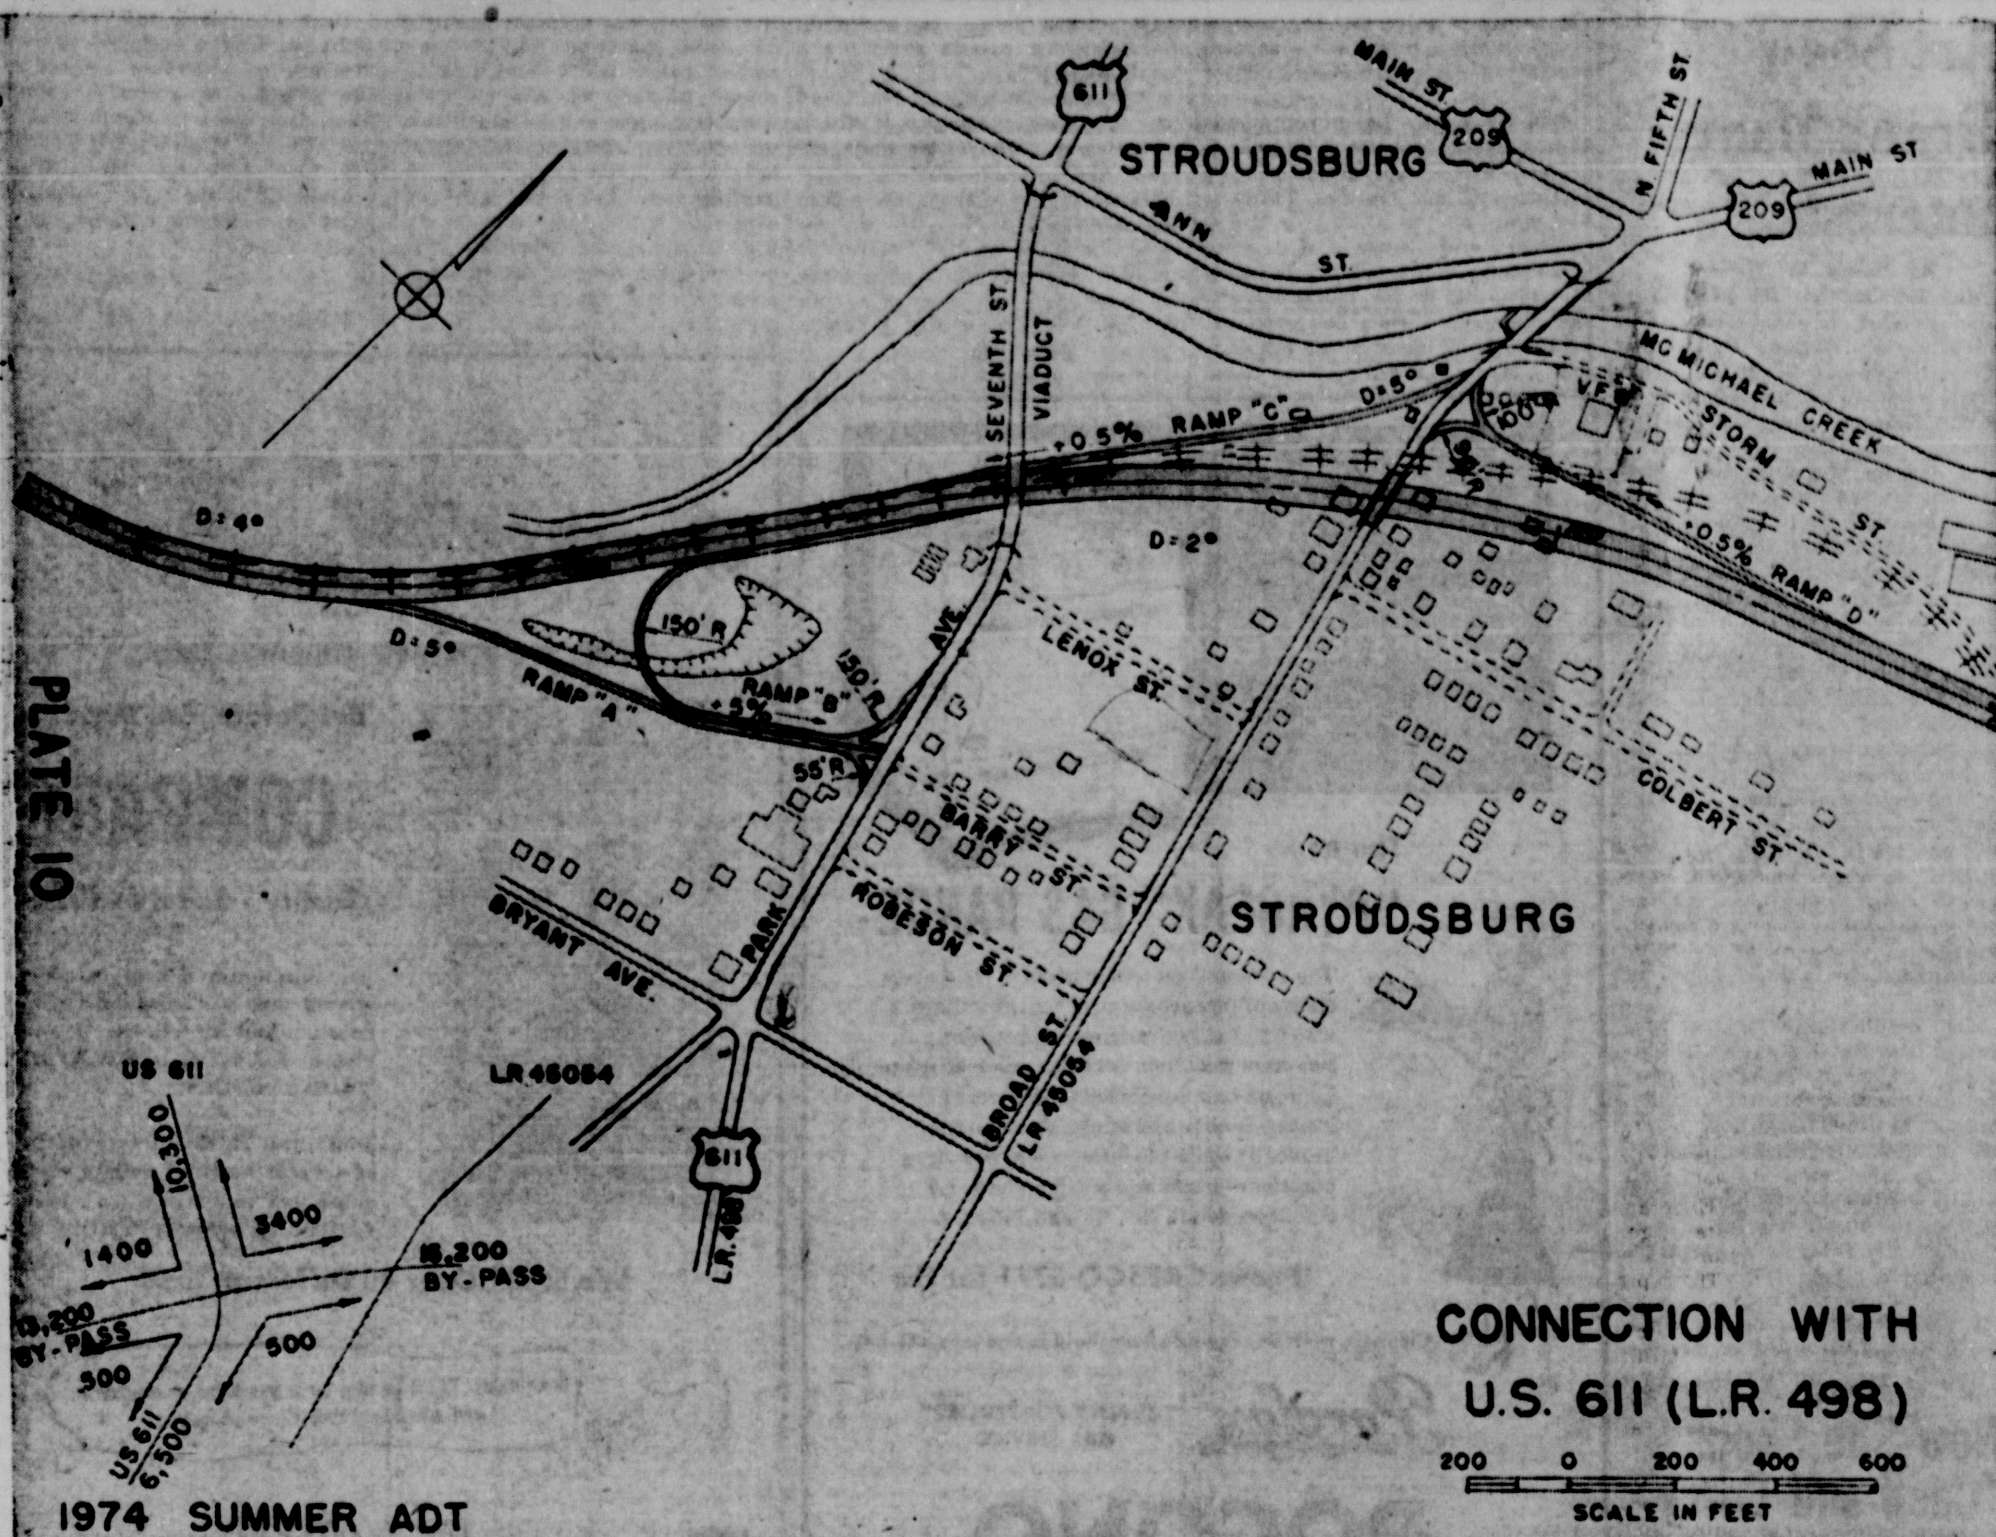 611
MAIN ST.
209
N FIFTH ST.
MAIN ST
209
STROUDSBURG
ANN ST.
SEVENTH ST
VIADUCT
MC MICHAEL CREEK
D=5°
RAMP "C"
+0.5%
100'
V.F.W.
STORM ST.
D=4°
D=2°
+0.5%
RAMP "D"
D=5°
150' R
150' R
RAMP "A"
RAMP "B"
+.5%
AVE.
LENOX ST.
55' R
PLATE 10
COLBERT ST.
BARRY ST.
ROBESON ST.
STROUDSBURG
BRYANT AVE.
PARK
BROAD ST.
LR 45054
611
L.R. 498
US 611
LR 45054
10,300
3400
1400
BY-PASS
13,200
BY-PASS
500
500
US 611
6,500
1974 SUMMER ADT
CONNECTION WITH
U.S. 611 (L.R. 498)
200 0 200 400 600
SCALE IN FEET